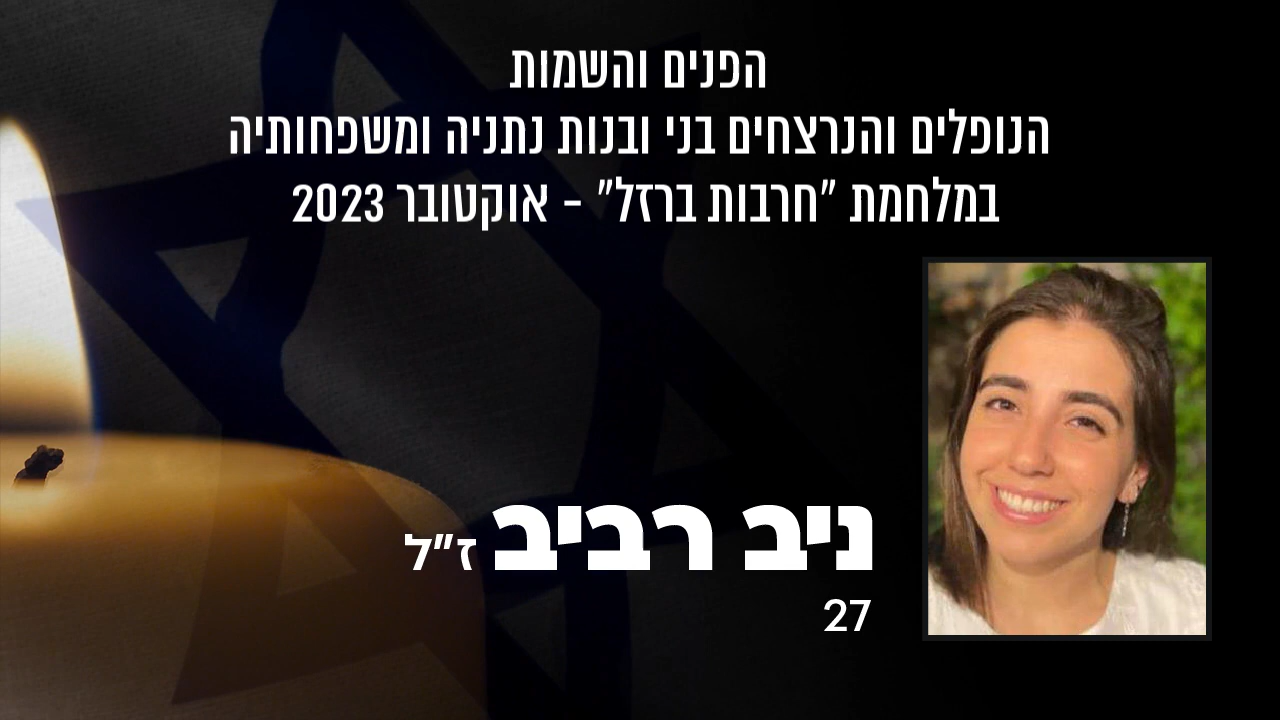 הפנים והשמות
הנופלים והנרצחים בני ובנות נתניה ומשפחותיה
במלחמת "חרבות ברזל" - אוקטובר 2023
ניב רביב ז"ל
27